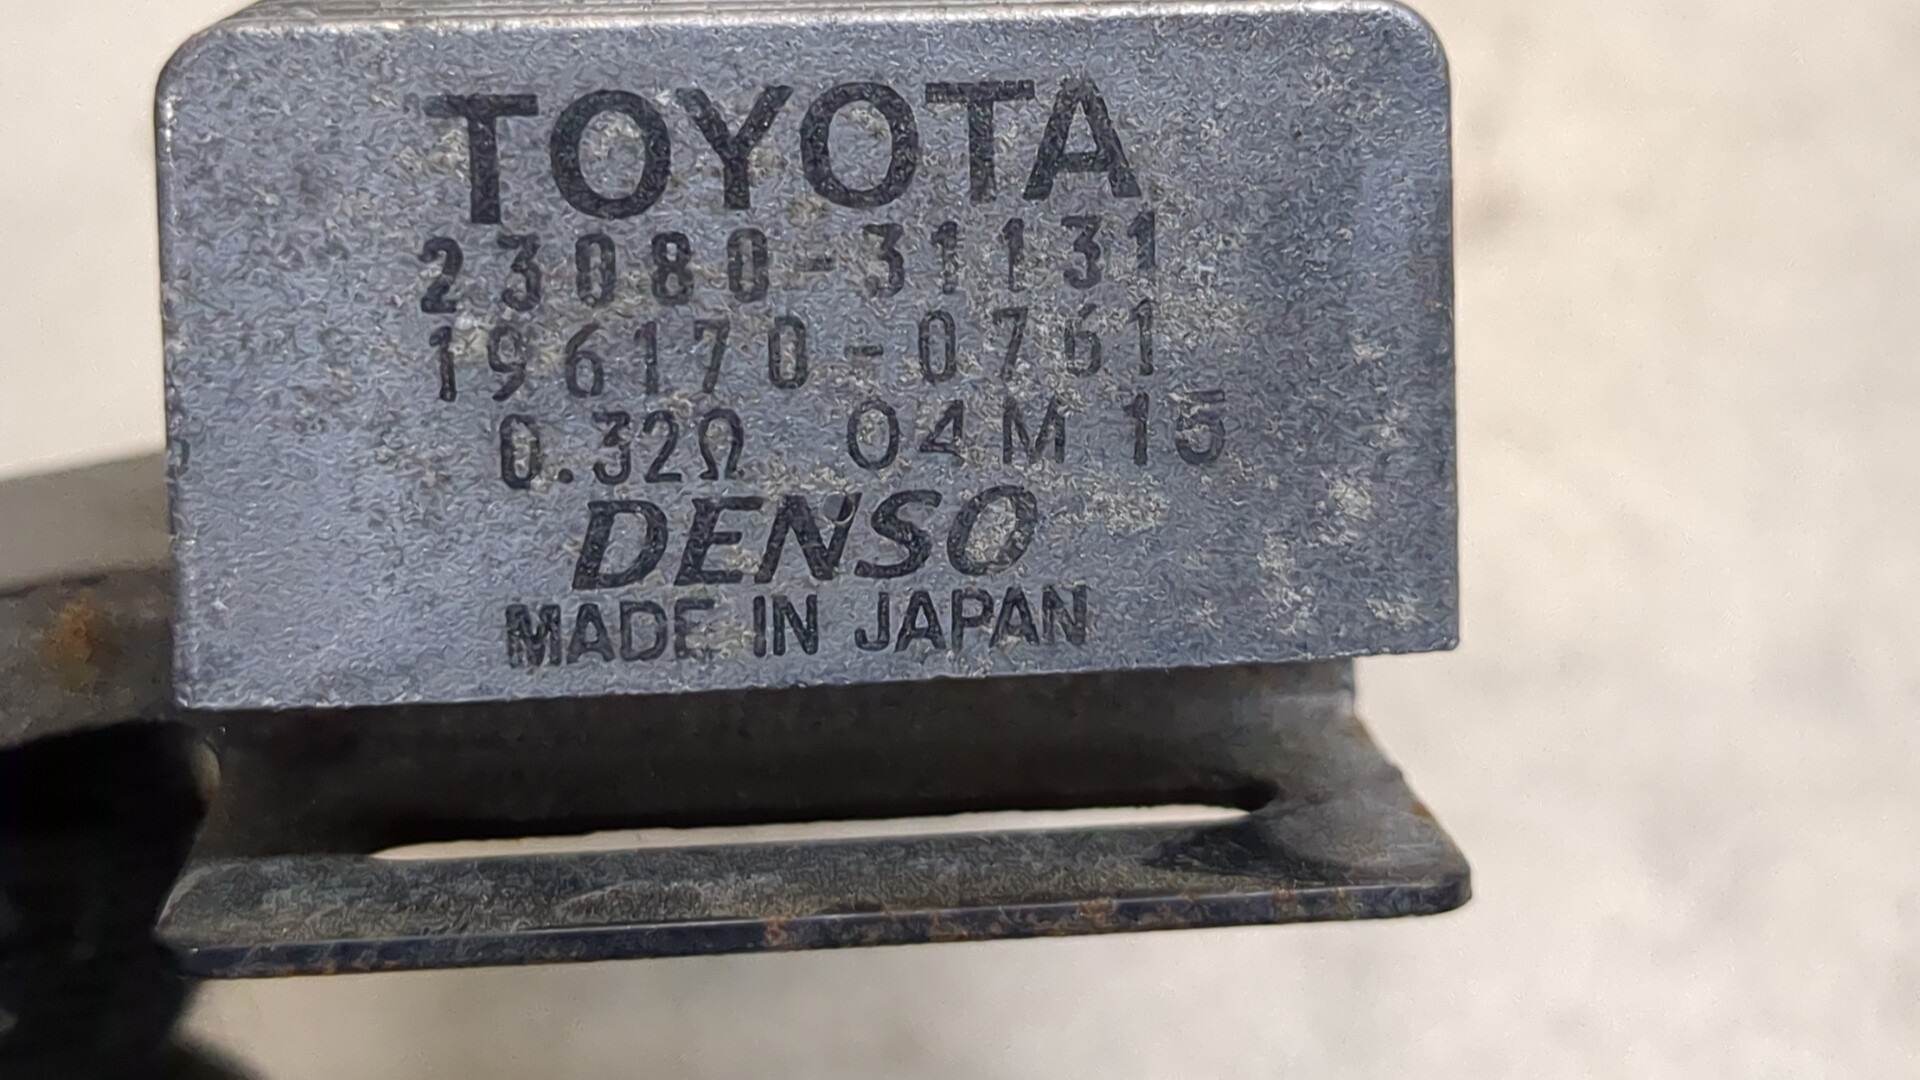 TOYOTA
23080-31131
196170-0761
0.32Ω 04M 15
DENSO
MADE IN JAPAN